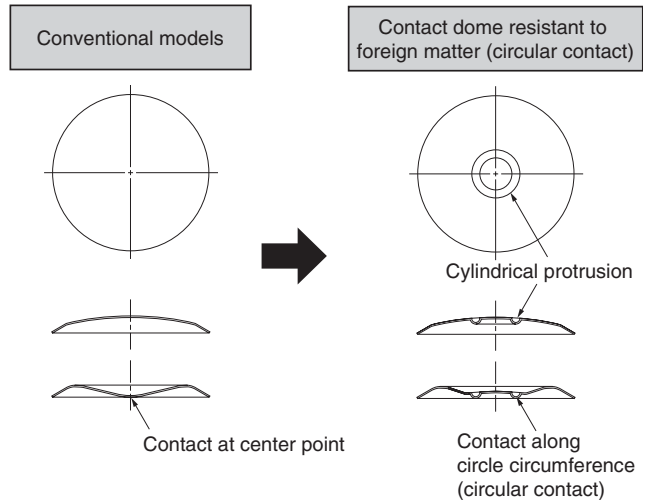 Conventional models
Contact dome resistant to
foreign matter (circular contact)
Cylindrical protrusion
Contact at center point
Contact along
circle circumference
(circular contact)